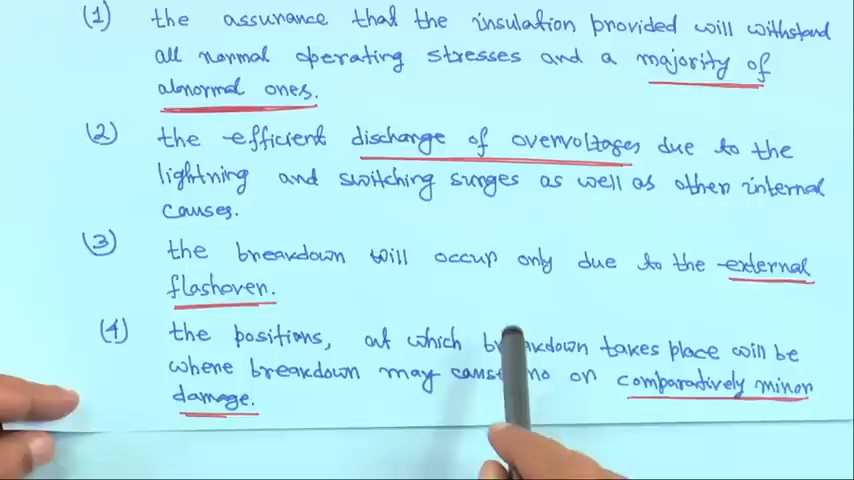 (1) the assurance that the insulation provided will withstand
all normal operating stresses and a majority of
abnormal ones.
(2) the efficient discharge of overvoltages due to the
lightning and switching surges as well as other internal
causes.
(3) the breakdown will occur only due to the external
flashover.
(4) the positions, at which breakdown takes place will be
where breakdown may cause no or comparatively minor
damage.